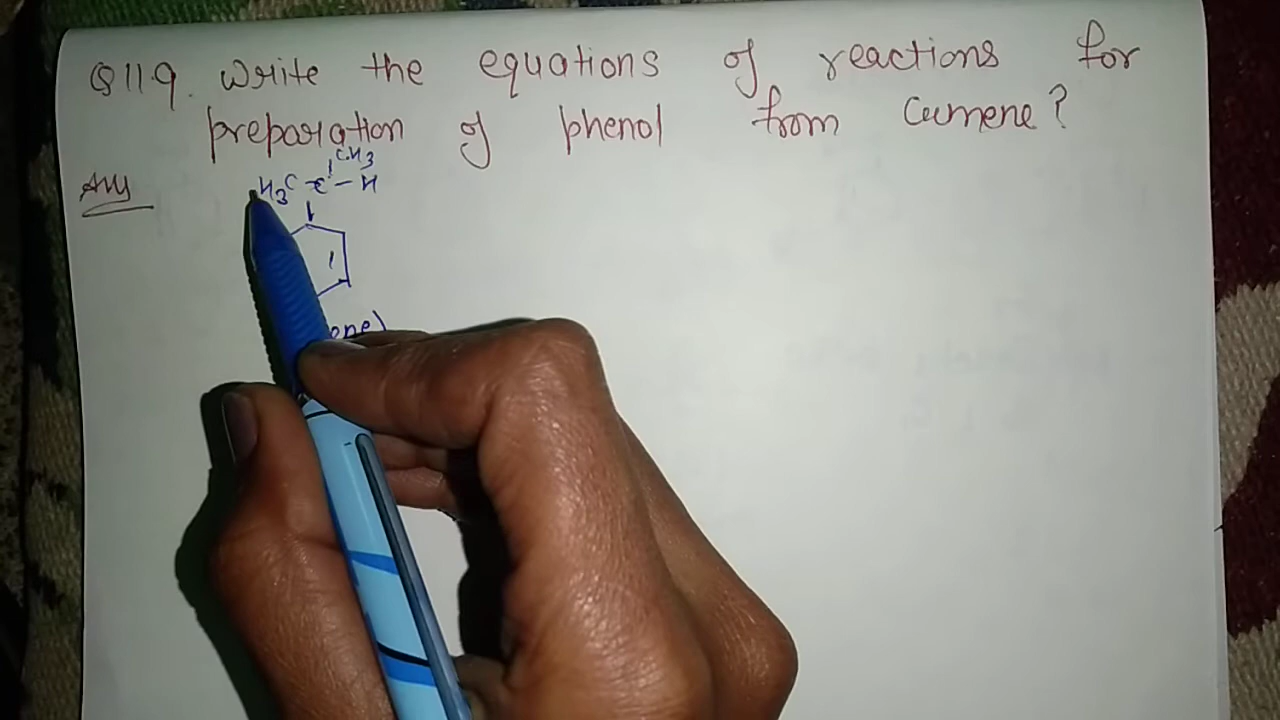 Q119. Write the equations of reactions for
preparation of phenol from Cumene?
Ans
CH3
H3C - C - H